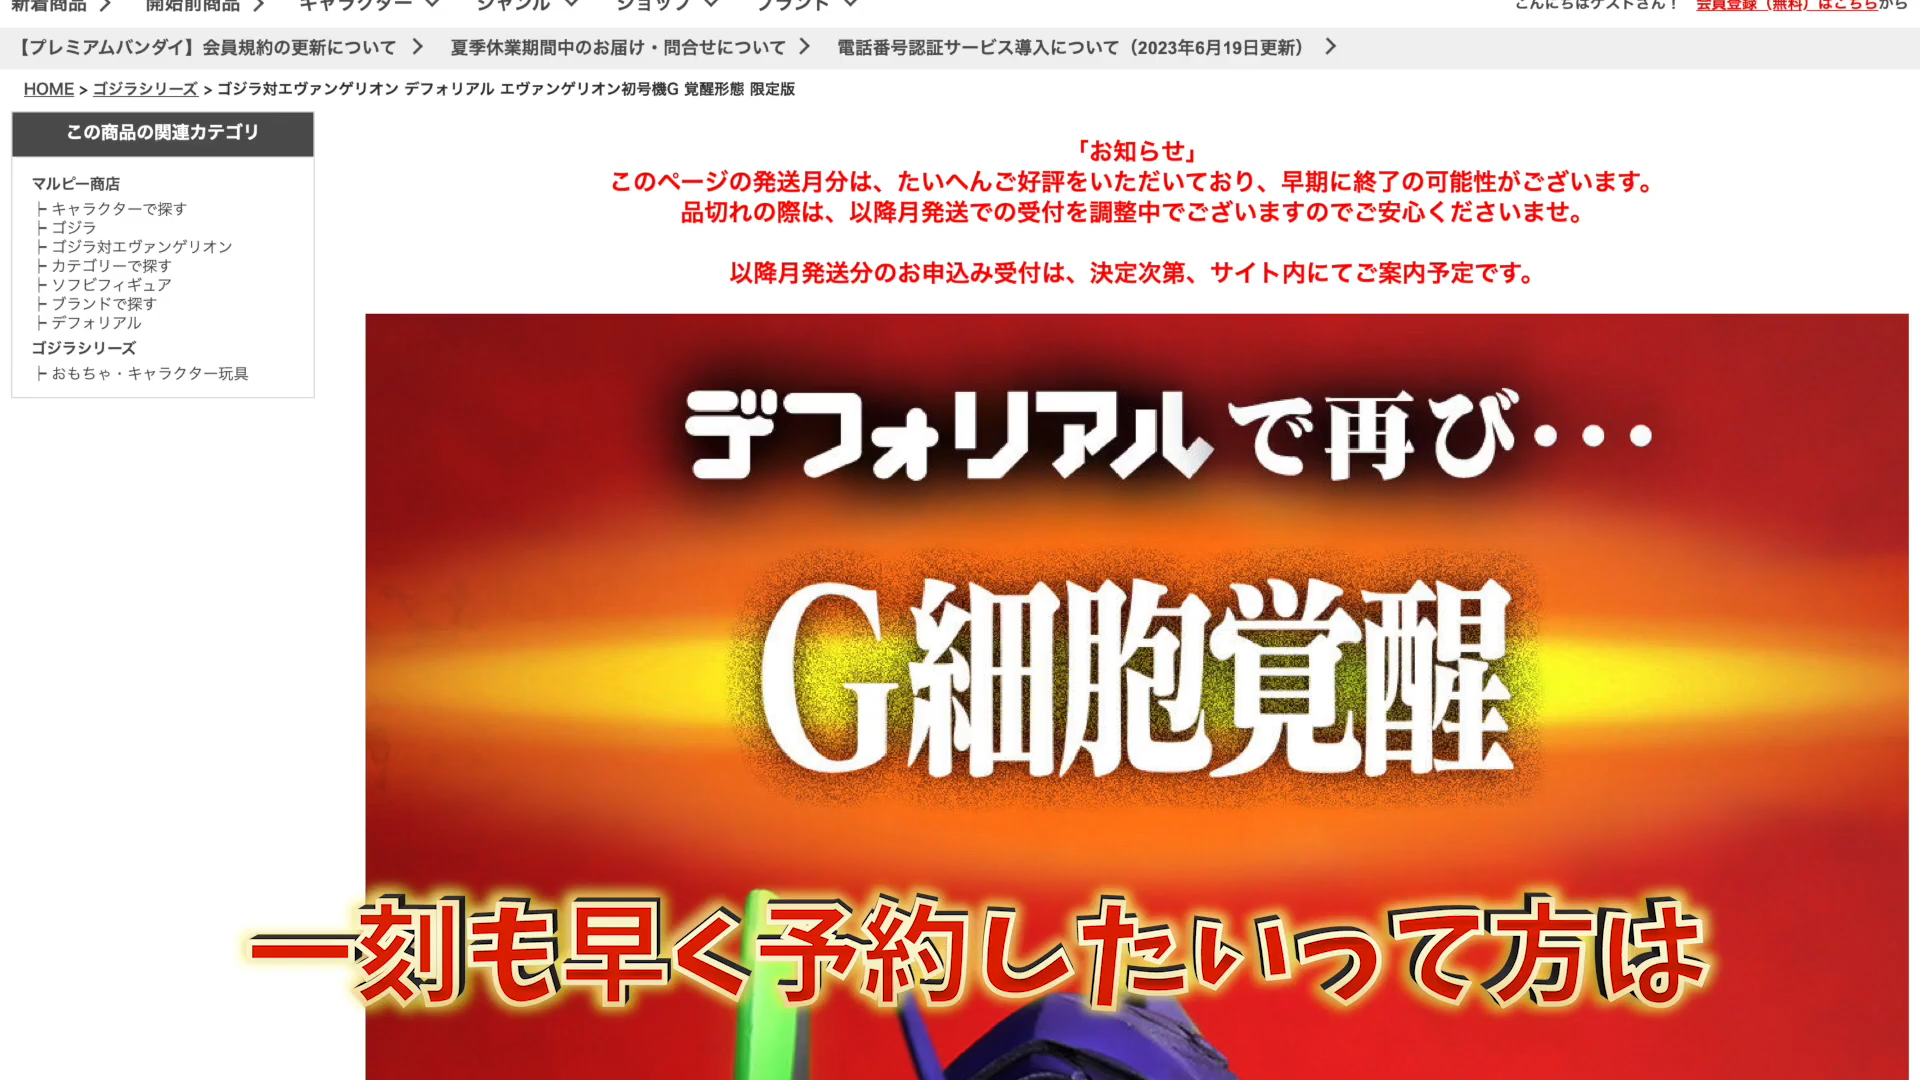 新着商品
開始前商品
キャラクター
ジャンル
ショップ
ブランド
こんにちはゲストさん！ 会員登録（無料）はこちらから
【プレミアムバンダイ】会員規約の更新について
夏季休業期間中のお届け・問合せについて
電話番号認証サービス導入について（2023年6月19日更新）
HOME > ゴジラシリーズ > ゴジラ対エヴァンゲリオン デフォリアル エヴァンゲリオン初号機G 覚醒形態 限定版
この商品の関連カテゴリ
マルピー商店
├ キャラクターで探す
├ ゴジラ
├ ゴジラ対エヴァンゲリオン
├ カテゴリーで探す
├ ソフビフィギュア
├ ブランドで探す
├ デフォリアル
ゴジラシリーズ
├ おもちゃ・キャラクター玩具
「お知らせ」
このページの発送月分は、たいへんご好評をいただいており、早期に終了の可能性がございます。
品切れの際は、以降月発送での受付を調整中でございますのでご安心くださいませ。
以降月発送分のお申込み受付は、決定次第、サイト内にてご案内予定です。
デフォリアルで再び・・・
G細胞覚醒
一刻も早く予約したいって方は